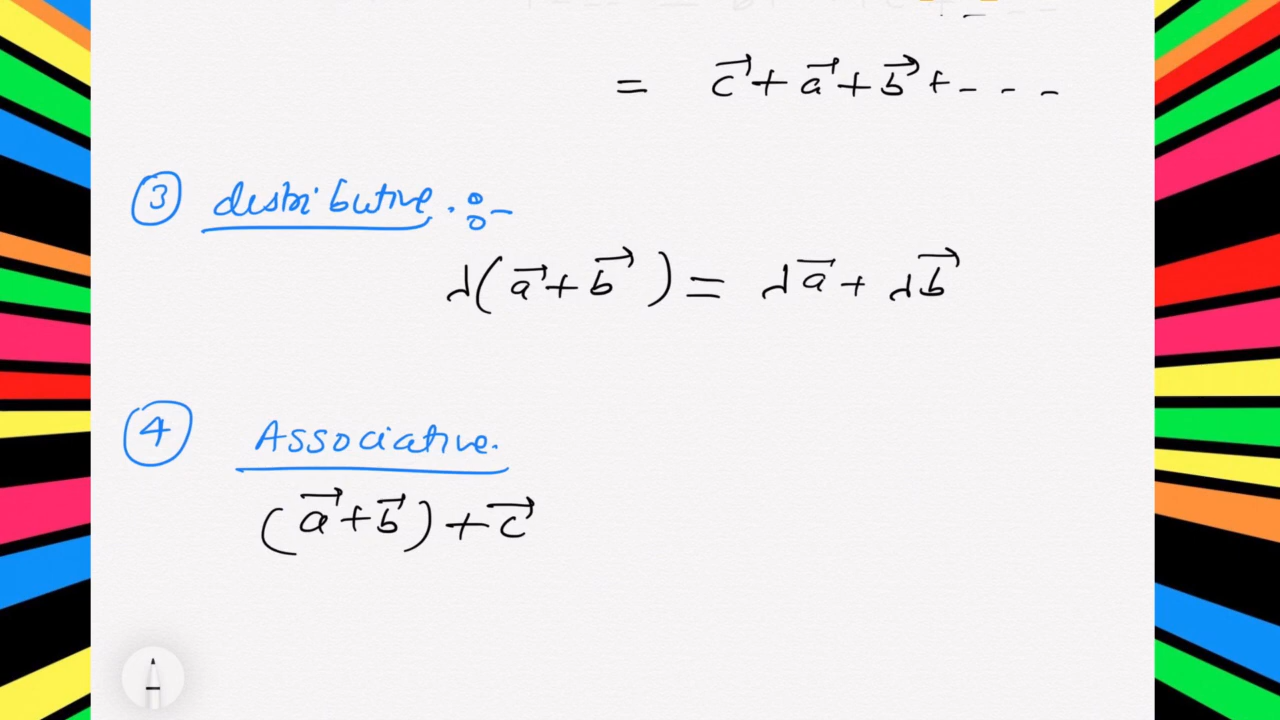 = c⃗ + a⃗ + b⃗ + - - -
③ distributive . :-
λ(a⃗ + b⃗) = λa⃗ + λb⃗
④ Associative.
(a⃗ + b⃗) + c⃗